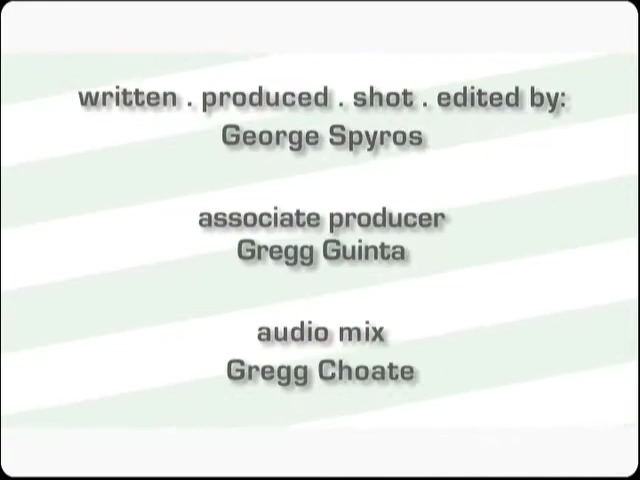 written . produced . shot . edited by:
George Spyros
associate producer
Gregg Guinta
audio mix
Gregg Choate